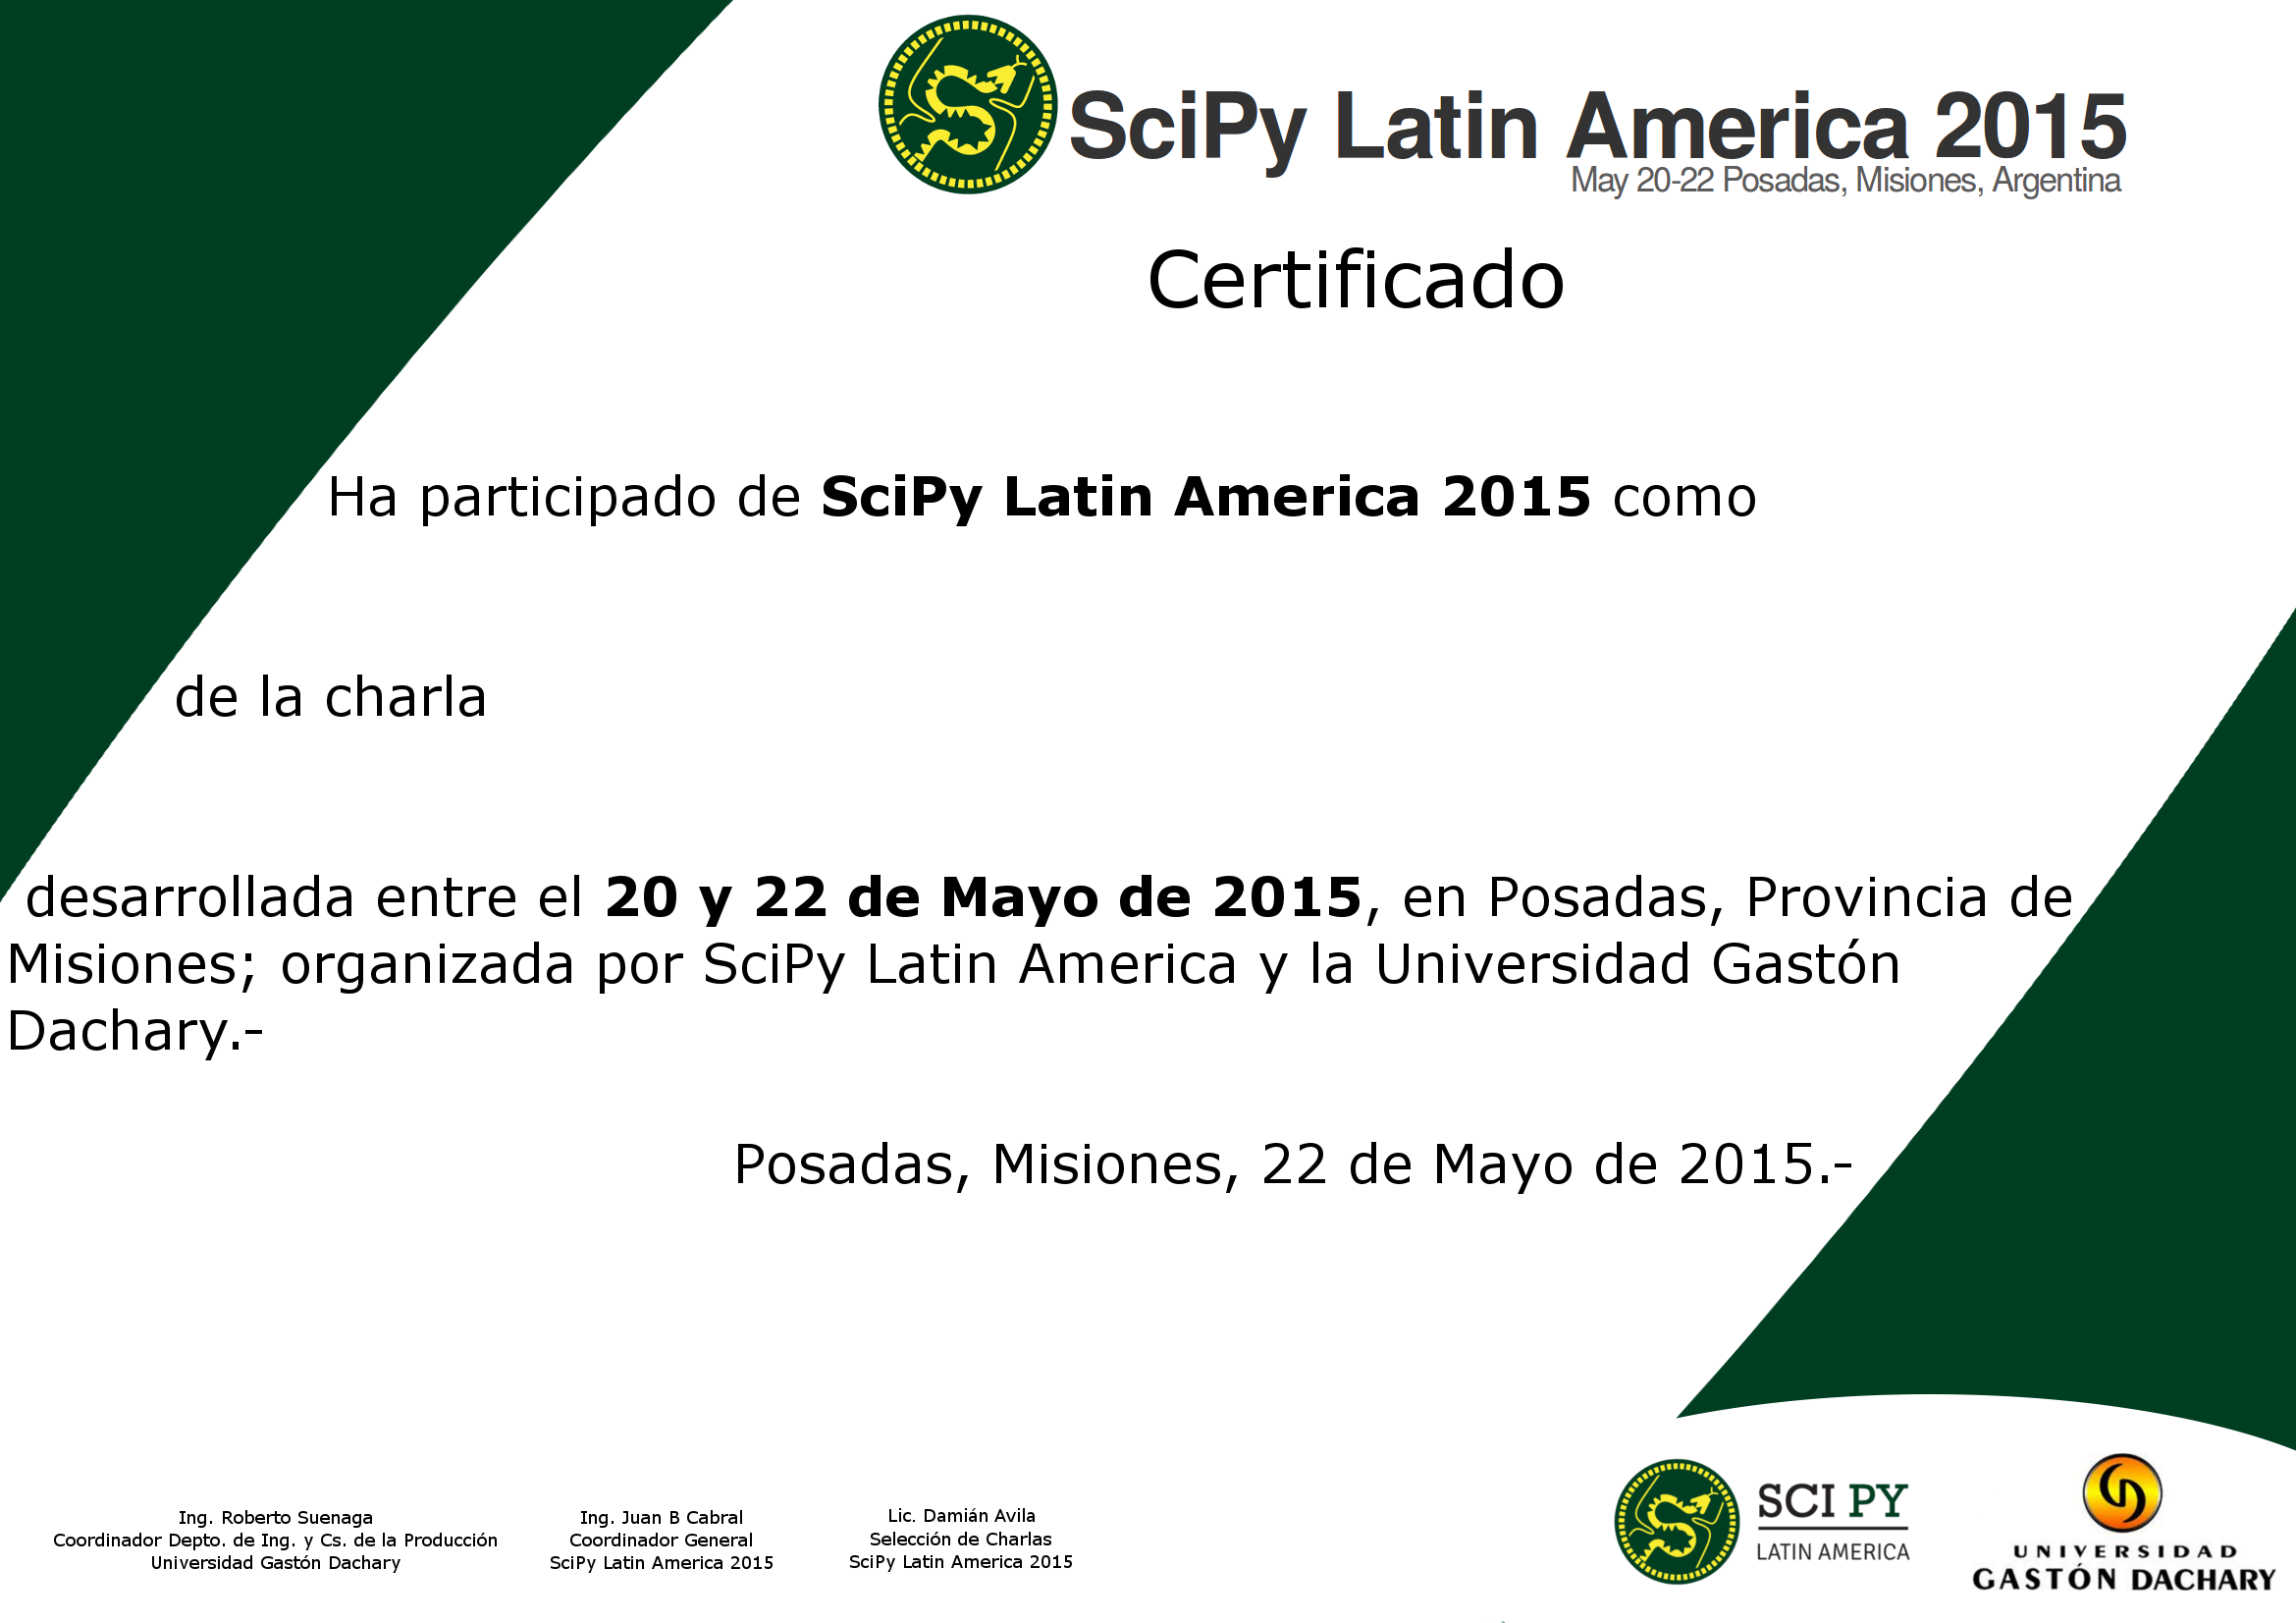 SciPy Latin America 2015
May 20-22 Posadas, Misiones, Argentina
Certificado
Ha participado de SciPy Latin America 2015 como
de la charla
desarrollada entre el 20 y 22 de Mayo de 2015, en Posadas, Provincia de
Misiones; organizada por SciPy Latin America y la Universidad Gastón
Dachary.-
Posadas, Misiones, 22 de Mayo de 2015.-
Ing. Roberto Suenaga
Coordinador Depto. de Ing. y Cs. de la Producción
Universidad Gastón Dachary
Ing. Juan B Cabral
Coordinador General
SciPy Latin America 2015
Lic. Damián Avila
Selección de Charlas
SciPy Latin America 2015
SCI PY
LATIN AMERICA
UNIVERSIDAD
GASTÓN DACHARY